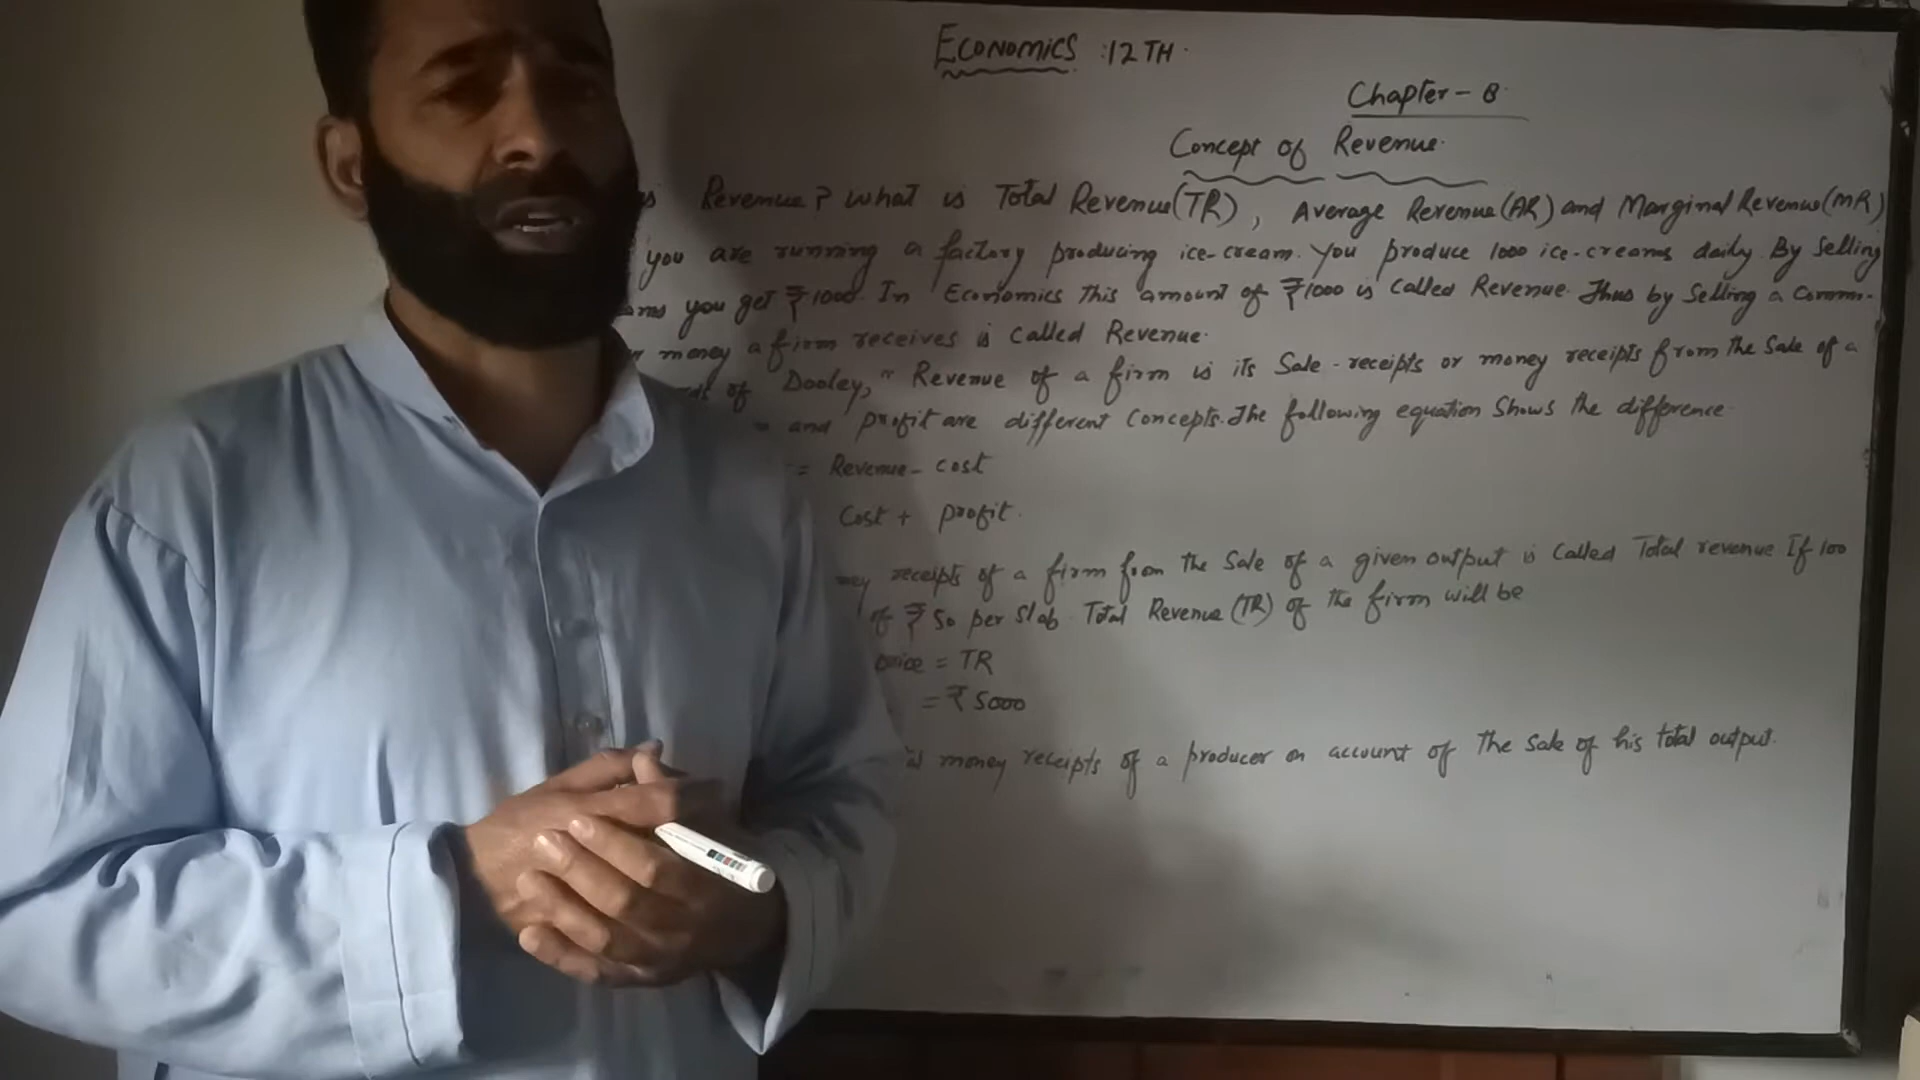 ECONOMICS :12TH.
Chapter-8.
Concept of Revenue.
Revenue? What is Total Revenue(TR), Average Revenue(AR) and Marginal Revenue(MR)
you are running a factory producing ice-cream. You produce 1000 ice-creams daily. By Selling
you get ₹1000. In Economics this amount of ₹1000 is called Revenue. Thus by Selling a Comm-
money a firm receives is called Revenue.
of Dooley, " Revenue of a firm is its Sale-receipts or money receipts from the Sale of a
and profit are different concepts. The following equation Shows the difference
= Revenue - cost
Cost + profit.
receipts of a firm from the Sale of a given output is Called Total revenue If 100
of ₹50 per Slab Total Revenue (TR) of the firm will be
price = TR
= ₹5000
money receipts of a producer on account of the Sale of his total output.